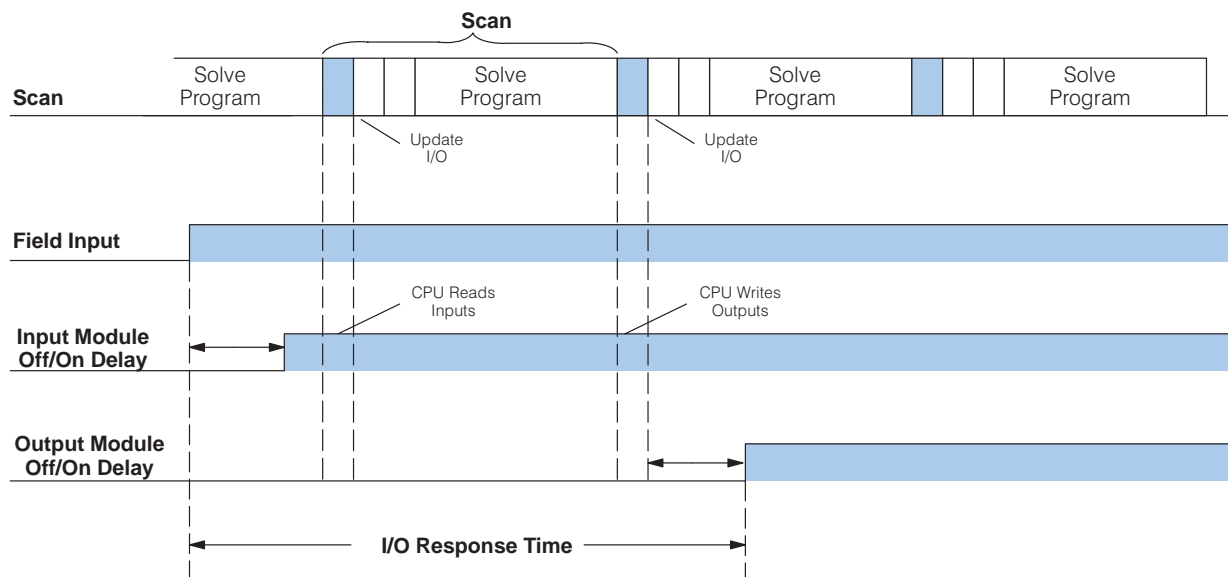 Scan
Scan
Solve
Program
Solve
Program
Solve
Program
Solve
Program
Update
I/O
Update
I/O
Field Input
CPU Reads
Inputs
CPU Writes
Outputs
Input Module
Off/On Delay
Output Module
Off/On Delay
I/O Response Time